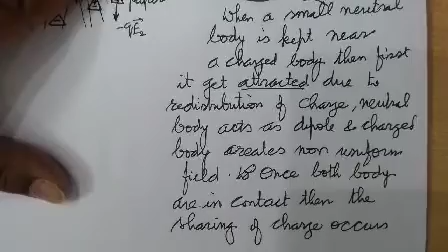 -qE₂
When a small neutral
body is kept near
a charged body then first
it get attracted due to
redistribution of charge, neutral
body acts as dipole & charged
body creates non uniform
field. Once both body
are in contact then the
sharing of charge occurs